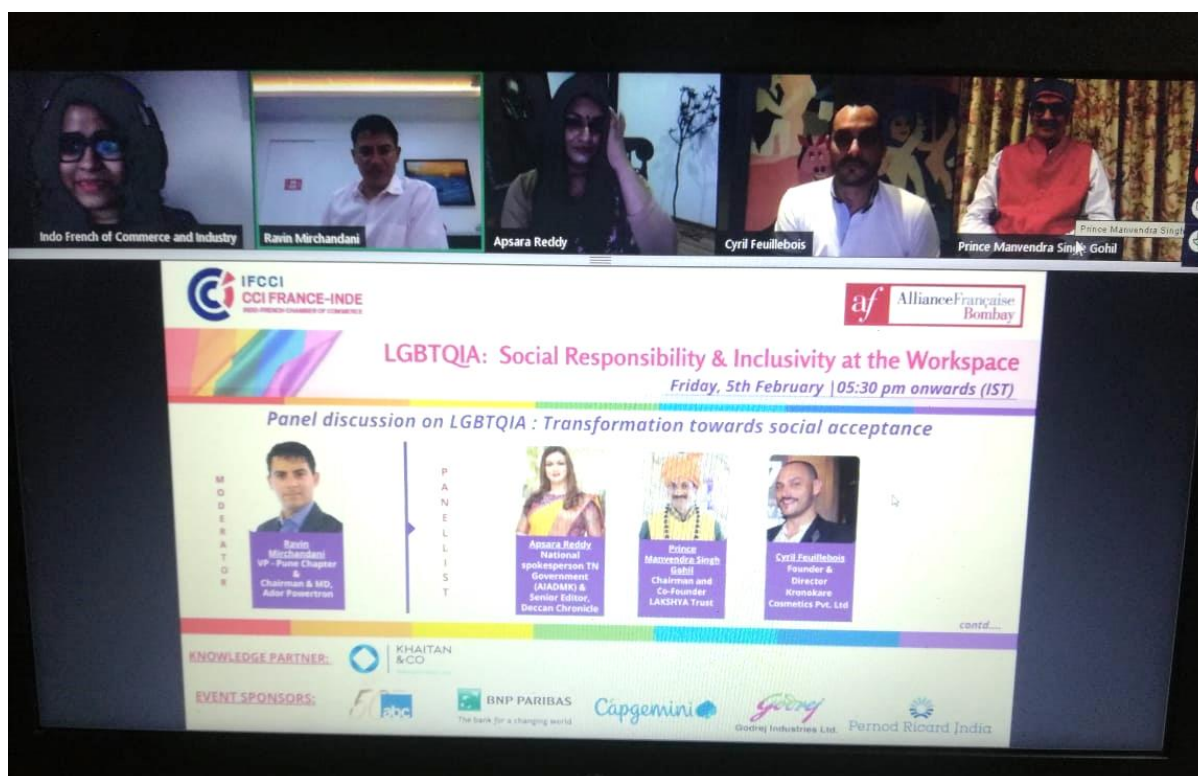 Indo French of Commerce and Industry
Ravin Mirchandani
Apsara Reddy
Cyril Feuillebois
Prince Manvendra Singh Gohil
Prince Manvendra Singh
IFCCI
CCI FRANCE-INDE
INDO-FRENCH CHAMBER OF COMMERCE
af AllianceFrançaise
Bombay
LGBTQIA: Social Responsibility & Inclusivity at the Workspace
Friday, 5th February |05:30 pm onwards (IST)
Panel discussion on LGBTQIA : Transformation towards social acceptance
MODERATOR
Ravin
Mirchandani
VP - Pune Chapter
&
Chairman & MD,
Ador Powertron
PANELLIST
Apsara Reddy
National
spokesperson TN
Government
(AIADMK) &
Senior Editor,
Deccan Chronicle
Prince
Manvendra Singh
Gohil
Chairman and
Co-Founder
LAKSHYA Trust
Cyril Feuillebois
Founder &
Director
Kronokare
Cosmetics Pvt. Ltd
contd....
KNOWLEDGE PARTNER:
KHAITAN
&CO
EVENT SPONSORS:
50 abc
BNP PARIBAS
The bank for a changing world
Capgemini
Godrej
Godrej Industries Ltd.
Pernod Ricard India